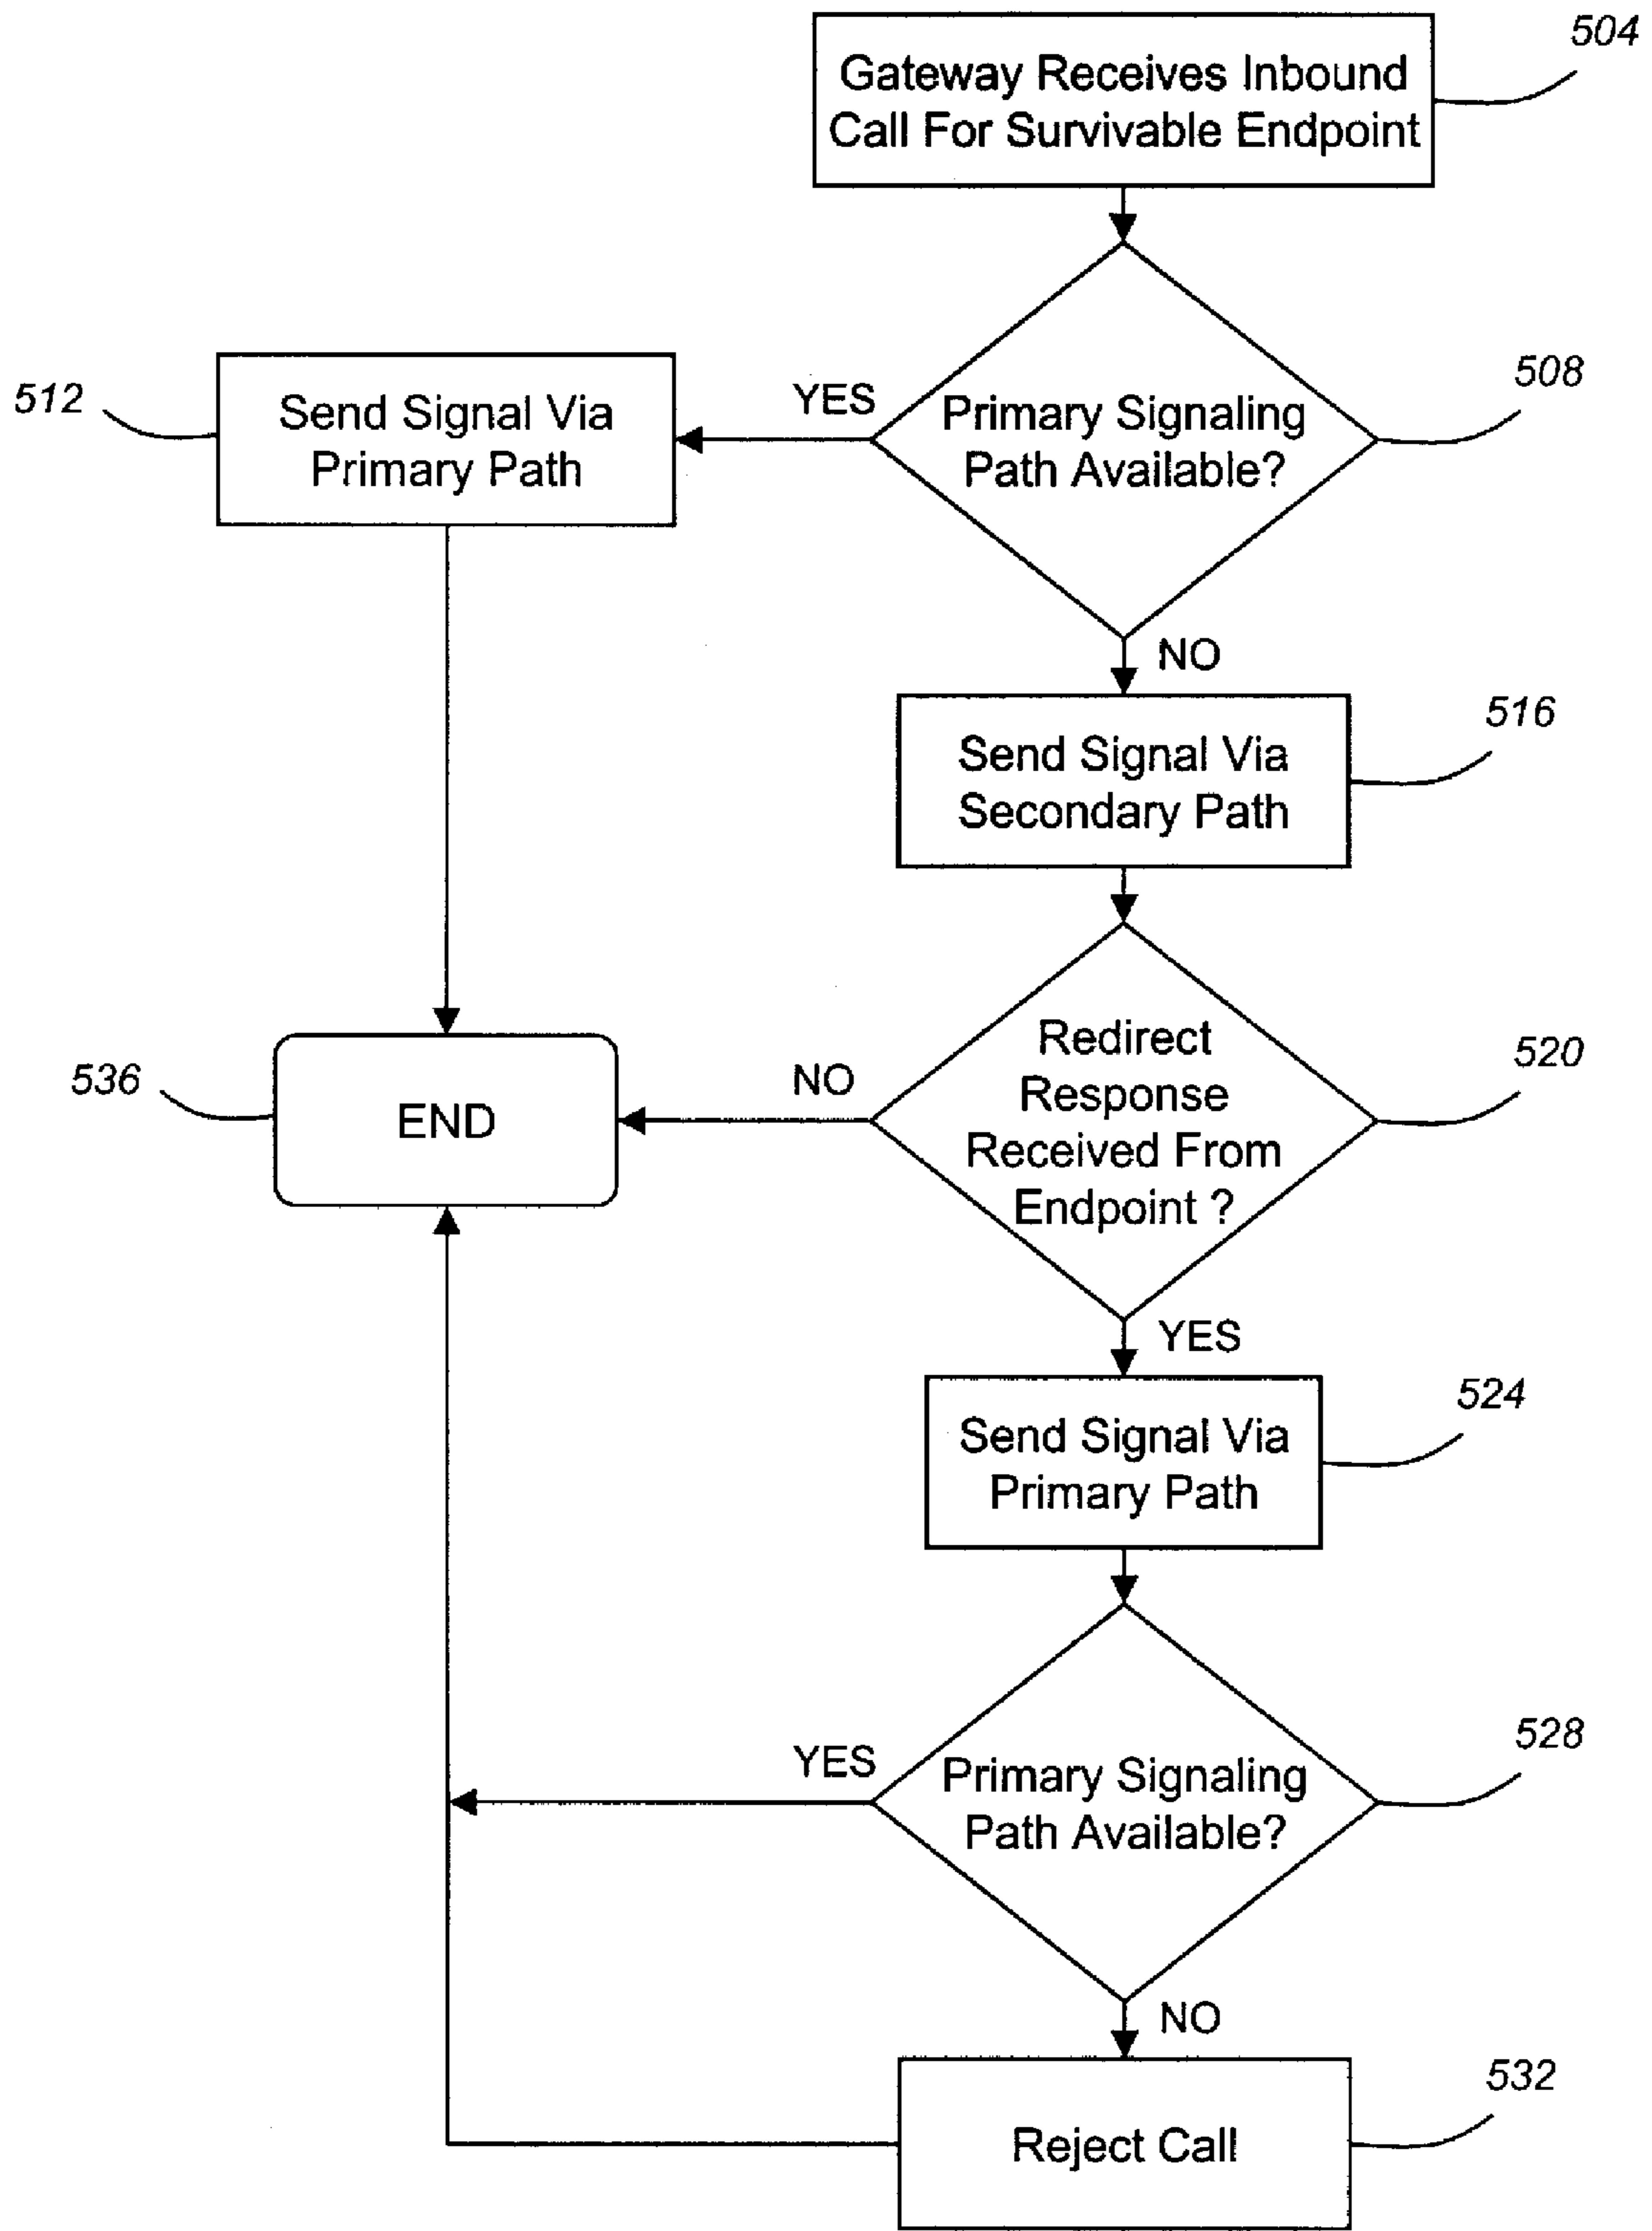 504
Gateway Receives Inbound
Call For Survivable Endpoint
508
Primary Signaling
Path Available?
YES
512
Send Signal Via
Primary Path
NO
516
Send Signal Via
Secondary Path
520
Redirect
Response
Received From
Endpoint ?
NO
536
END
YES
524
Send Signal Via
Primary Path
528
Primary Signaling
Path Available?
YES
NO
532
Reject Call